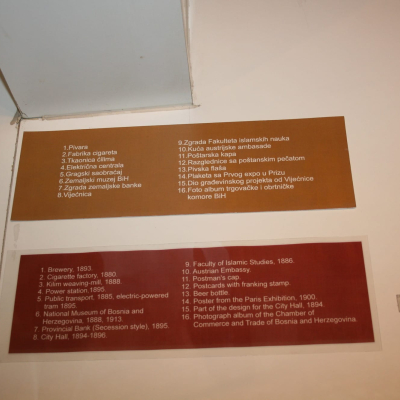 1.Pivara
2.Fabrika cigareta
3.Tkaonica ćilima
4.Električna centrala
5.Gragski saobraćaj
6.Zemaljski muzej BiH
7.Zgrada zemaljske banke
8.Vijećnica
9.Zgrada Fakulteta islamskih nauka
10.Kuća austrijske ambasade
11.Poštarska kapa
12.Razglednice sa poštanskim pečatom
13.Pivska flaša
14.Plaketa sa Prvog expo u Prizu
15.Dio građevinskog projekta od Vijećnice
16.Foto album trgovačke i obrtničke
komore BiH
1. Brewery, 1893.
2. Cigarette factory, 1880.
3. Kilim weaving-mill, 1888.
4. Power station,1895.
5. Public transport, 1885, electric-powered
tram 1895.
6. National Museum of Bosnia and
Herzegovina, 1888, 1913.
7. Provincial Bank (Secession style), 1895.
8. City Hall, 1894-1896.
9. Faculty of Islamic Studies, 1886.
10. Austrian Embassy.
11. Postman's cap.
12. Postcards with franking stamp.
13. Beer bottle.
14. Poster from the Paris Exhibition, 1900.
15. Part of the design for the City Hall, 1894.
16. Photograph album of the Chamber of
Commerce and Trade of Bosnia and Herzegovina.